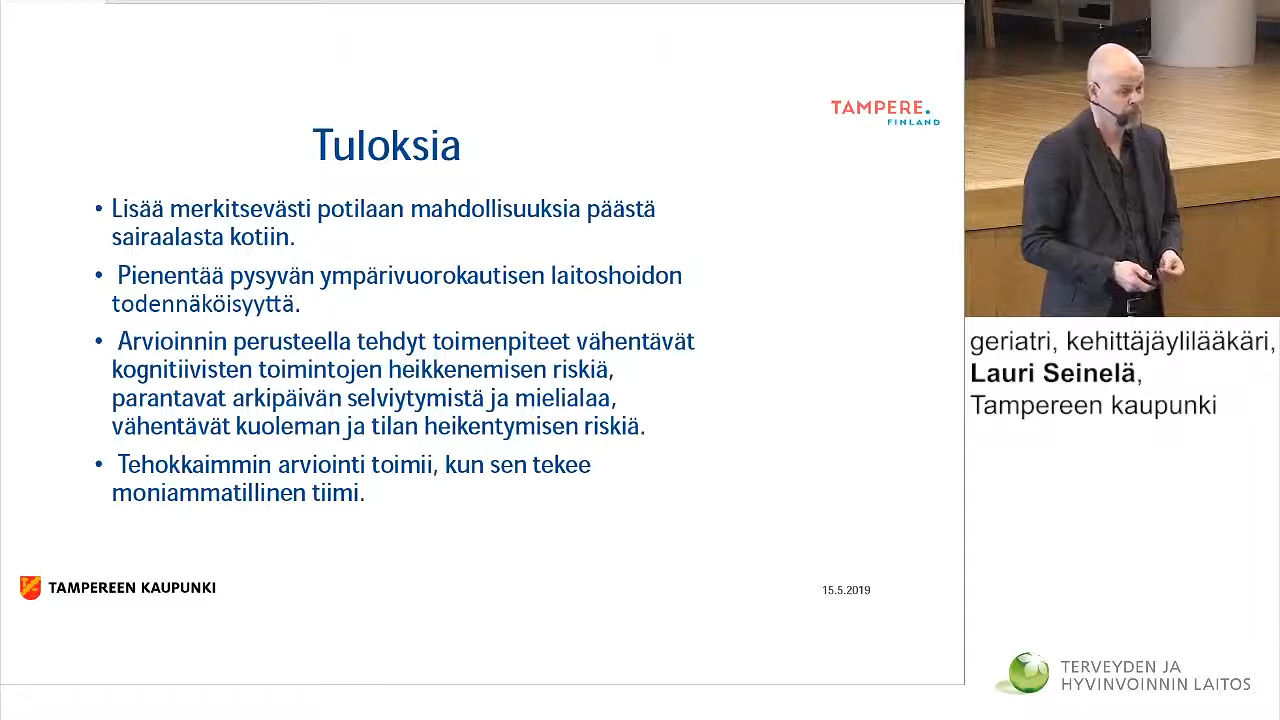 TAMPERE.
FINLAND
Tuloksia
• Lisää merkitsevästi potilaan mahdollisuuksia päästä
sairaalasta kotiin.
• Pienentää pysyvän ympärivuorokautisen laitoshoidon
todennäköisyyttä.
• Arvioinnin perusteella tehdyt toimenpiteet vähentävät
kognitiivisten toimintojen heikkenemisen riskiä,
parantavat arkipäivän selviytymistä ja mielialaa,
vähentävät kuoleman ja tilan heikentymisen riskiä.
• Tehokkaimmin arviointi toimii, kun sen tekee
moniammatillinen tiimi.
TAMPEREEN KAUPUNKI
15.5.2019
geriatri, kehittäjäylilääkäri,
Lauri Seinelä,
Tampereen kaupunki
TERVEYDEN JA
HYVINVOINNIN LAITOS